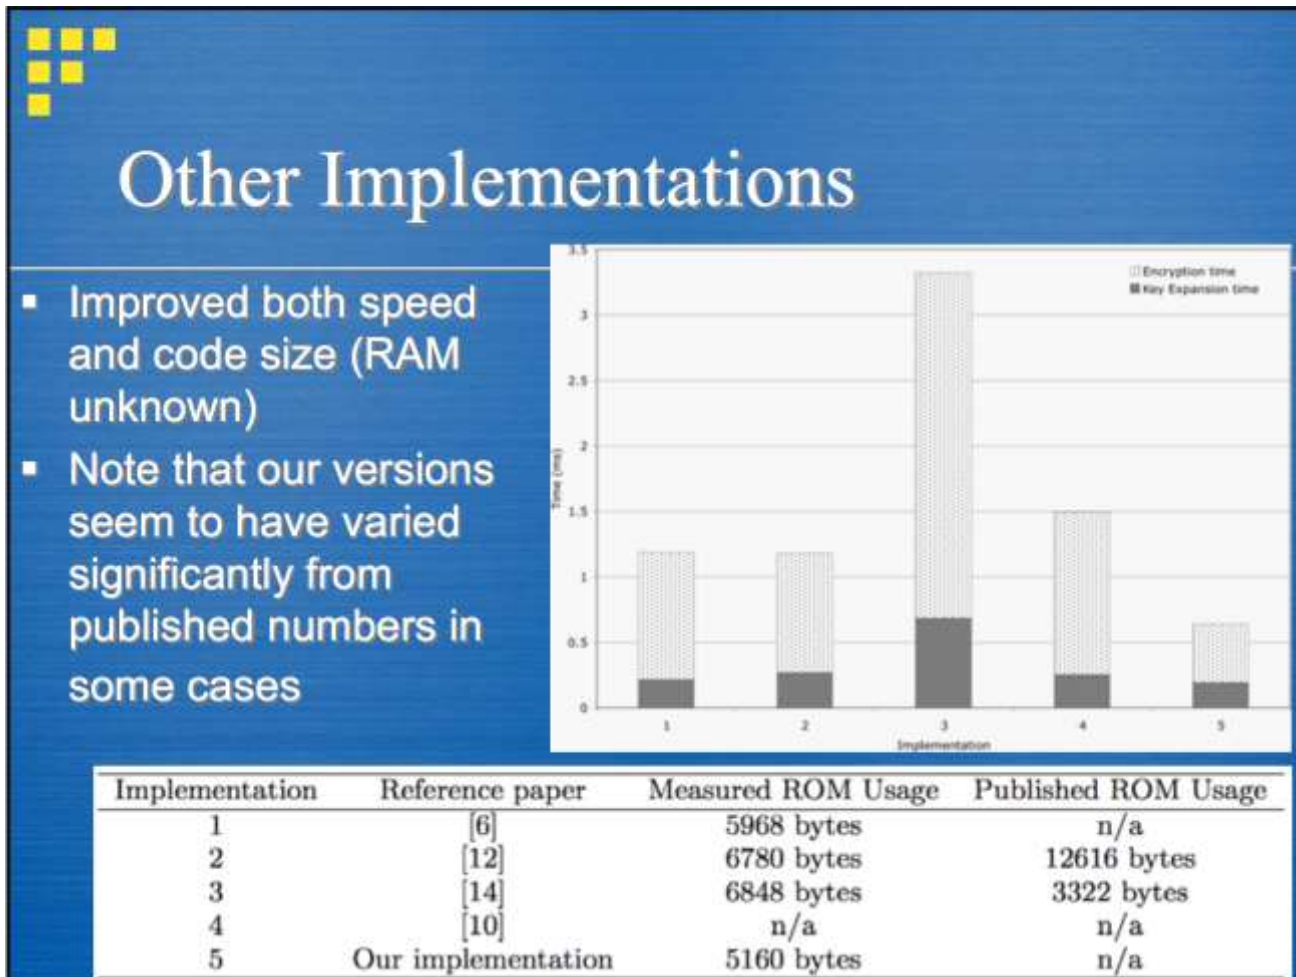 Other Implementations
▪ Improved both speed
and code size (RAM
unknown)
▪ Note that our versions
seem to have varied
significantly from
published numbers in
some cases
3.5
3
2.5
2
1.5
1
0.5
0
Time (ms)
Encryption time
Key Expansion time
1 2 3 4 5
Implementation
Implementation Reference paper Measured ROM Usage Published ROM Usage
1 [6] 5968 bytes n/a
2 [12] 6780 bytes 12616 bytes
3 [14] 6848 bytes 3322 bytes
4 [10] n/a n/a
5 Our implementation 5160 bytes n/a